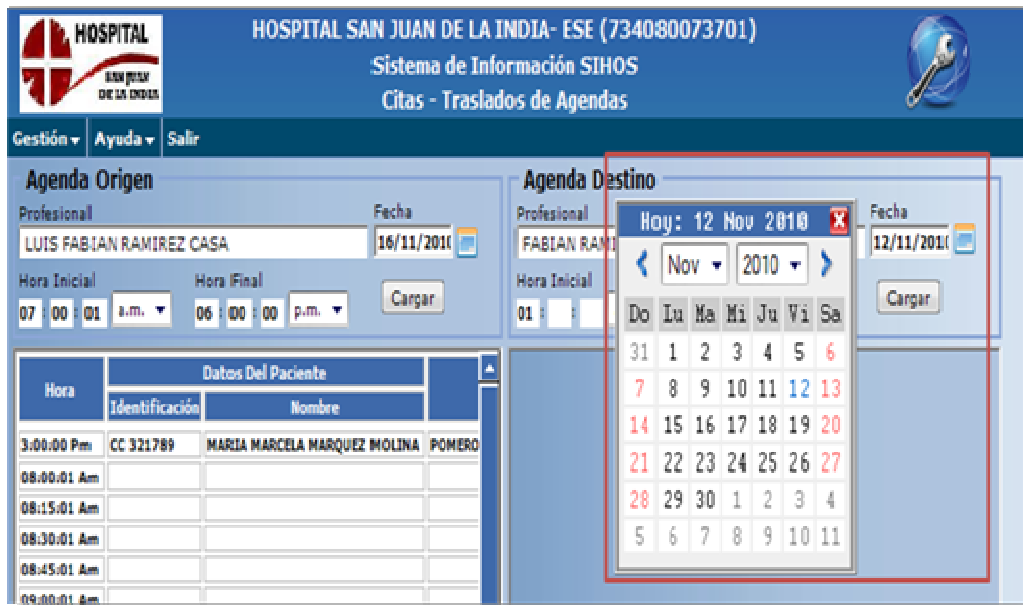 HOSPITAL
SAN JUAN
DE LA INDIA
HOSPITAL SAN JUAN DE LA INDIA- ESE (734080073701)
Sistema de Información SIHOS
Citas - Traslados de Agendas
Gestión Ayuda Salir
Agenda Origen
Profesional Fecha
LUIS FABIAN RAMIREZ CASA 16/11/201
Hora Inicial Hora Final
07 : 00 : 01 a.m. 06 : 00 : 00 p.m. Cargar
Hora Datos Del Paciente
Identificación Nombre
3:00:00 Pm CC 321789 MARIA MARCELA MARQUEZ MOLINA POMERO
08:00:01 Am
08:15:01 Am
08:30:01 Am
08:45:01 Am
09:00:01 Am
Agenda Destino
Profesional Fecha
FABIAN RAMI 12/11/201
Hora Inicial
01 : : Cargar
Hoy: 12 Nov 2010 X
Nov 2010
Do Lu Ma Mi Ju Vi Sa
31 1 2 3 4 5 6
7 8 9 10 11 12 13
14 15 16 17 18 19 20
21 22 23 24 25 26 27
28 29 30 1 2 3 4
5 6 7 8 9 10 11